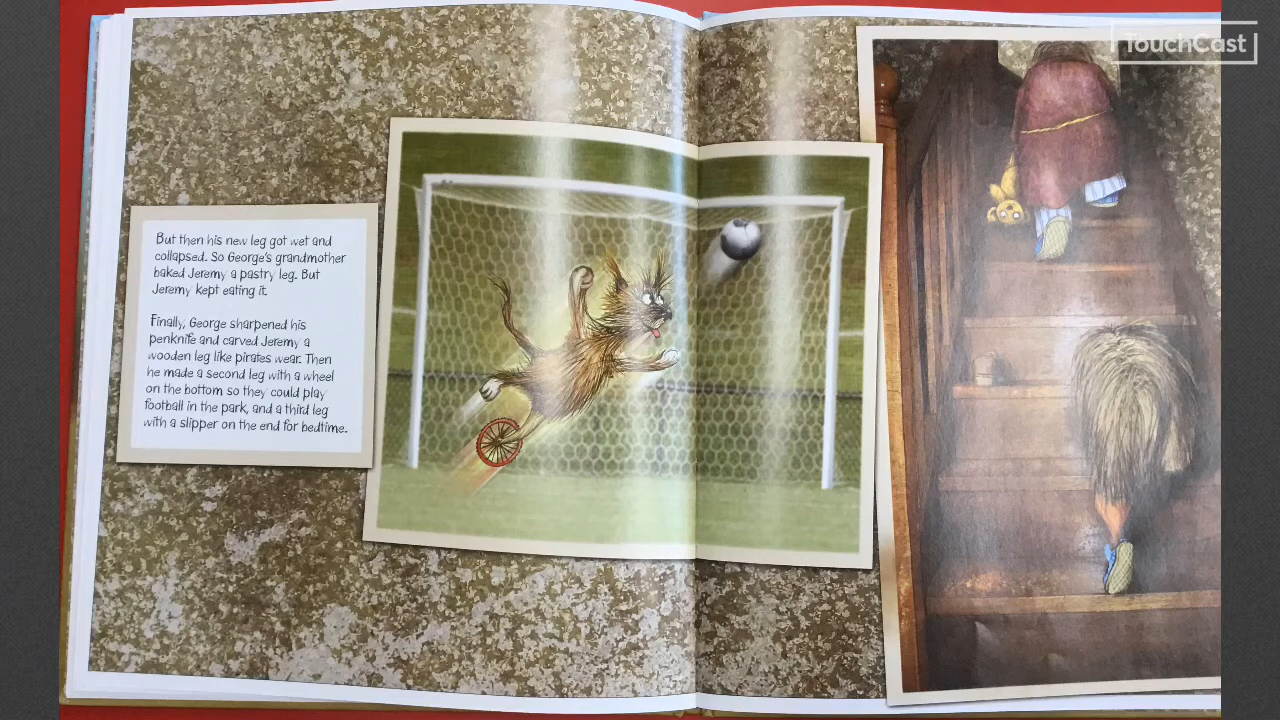 TouchCast
But then his new leg got wet and
collapsed. So George's grandmother
baked Jeremy a pastry leg. But
Jeremy kept eating it.
Finally, George sharpened his
penknife and carved Jeremy a
wooden leg like pirates wear. Then
he made a second leg with a wheel
on the bottom so they could play
football in the park, and a third leg
with a slipper on the end for bedtime.